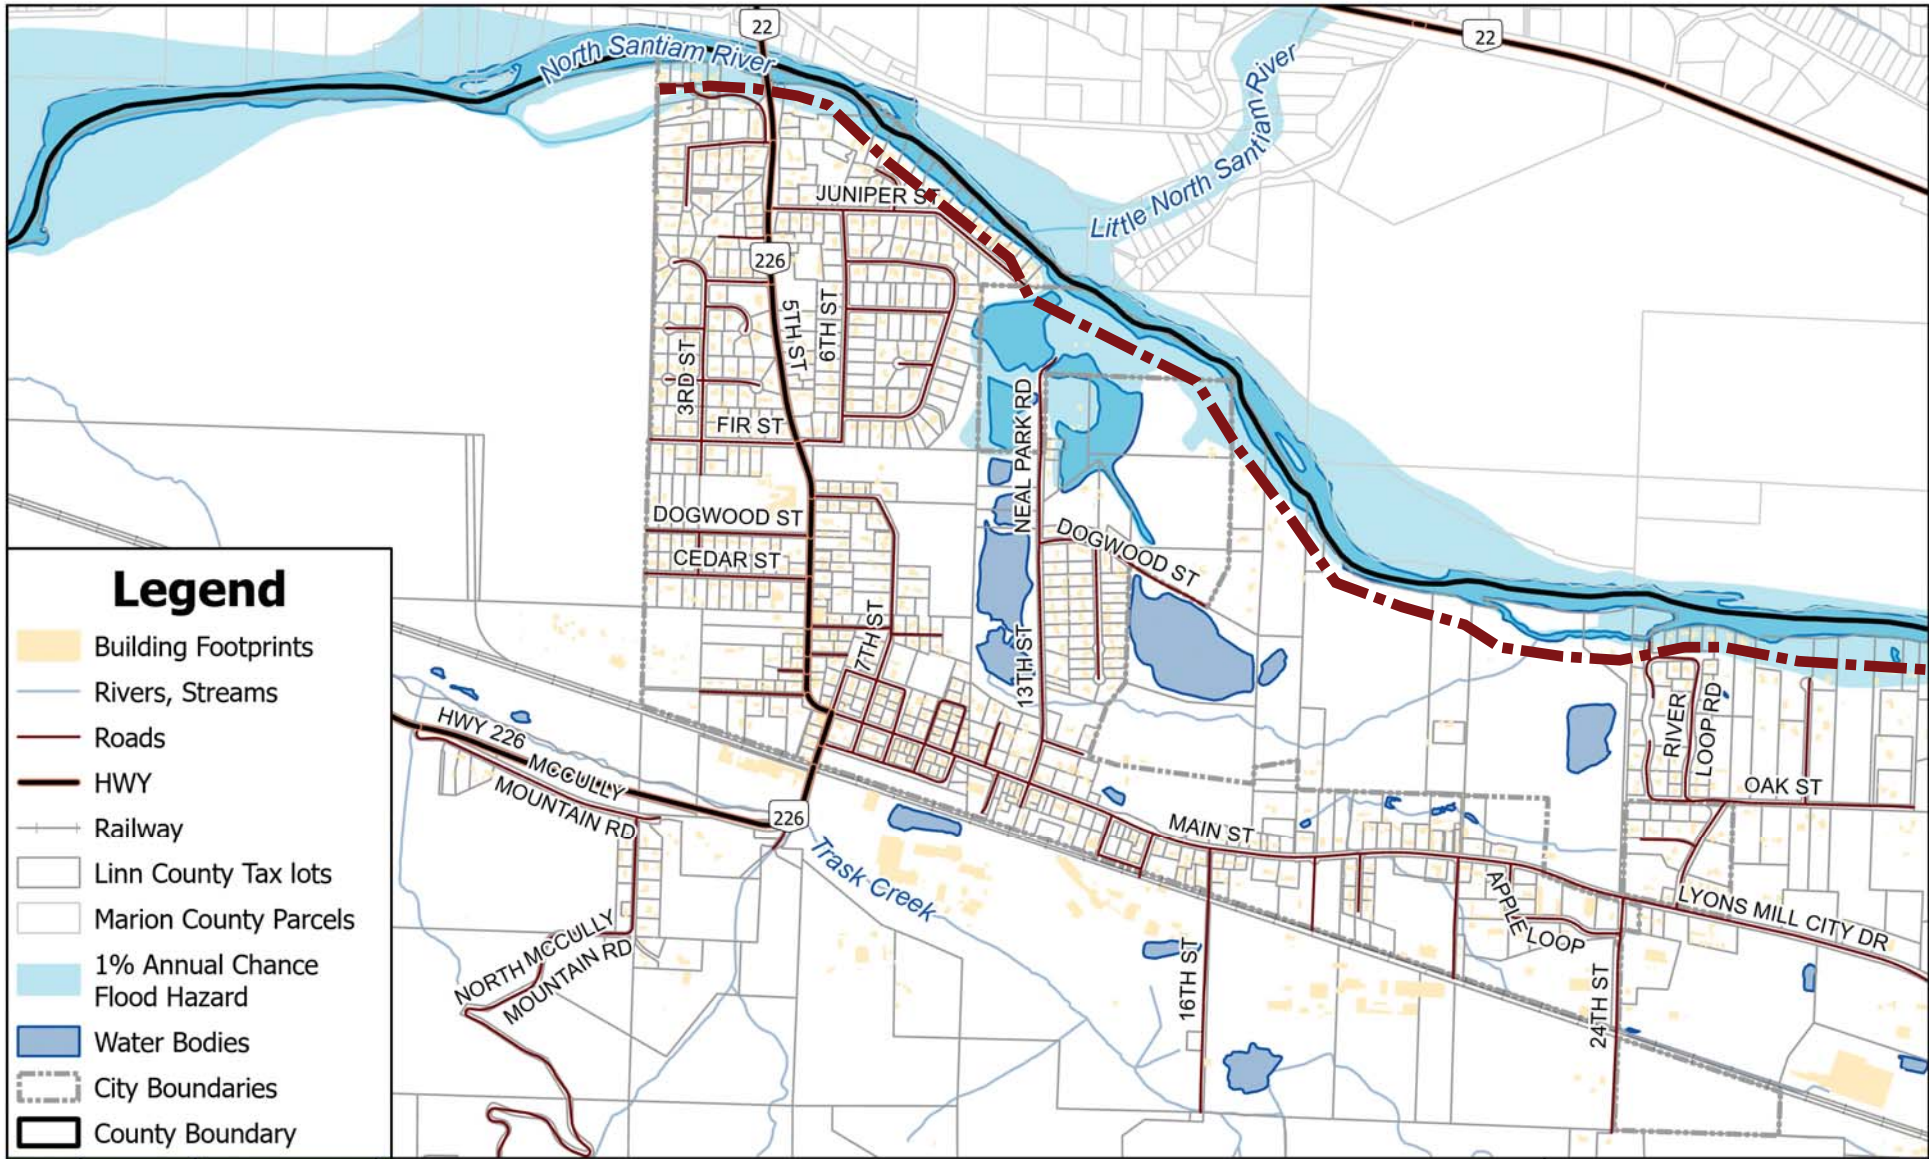 22
22
North Santiam River
Little North Santiam River
JUNIPER ST
226
5TH ST
6TH ST
3RD ST
FIR ST
NEAL PARK RD
DOGWOOD ST
DOGWOOD ST
CEDAR ST
7TH ST
13TH ST
RIVER
LOOP RD
OAK ST
HWY 226
MCCULLY
MOUNTAIN RD
226
MAIN ST
Trask Creek
APPLE
LOOP
LYONS MILL CITY DR
NORTH MCCULLY
MOUNTAIN RD
16TH ST
24TH ST
Legend
Building Footprints
Rivers, Streams
Roads
HWY
Railway
Linn County Tax lots
Marion County Parcels
1% Annual Chance
Flood Hazard
Water Bodies
City Boundaries
County Boundary